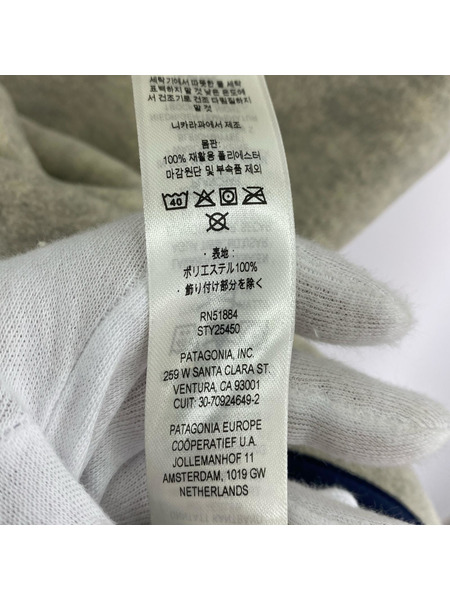 세탁기에서 따뜻한 물 세탁
표백하지 말 것 낮은 온도에
서 건조기로 건조 다림질하지
말 것
니카라과에서 제조
몸판:
100% 재활용 폴리에스터
마감원단 및 부속품 제외
40
・表地:
ポリエステル100%
・飾り付け部分を除く
RN51884
STY25450
PATAGONIA, INC.
259 W SANTA CLARA ST.
VENTURA, CA 93001
CUIT: 30-70924649-2
PATAGONIA EUROPE
COÖPERATIEF U.A.
JOLLEMANHOF 11
AMSTERDAM, 1019 GW
NETHERLANDS